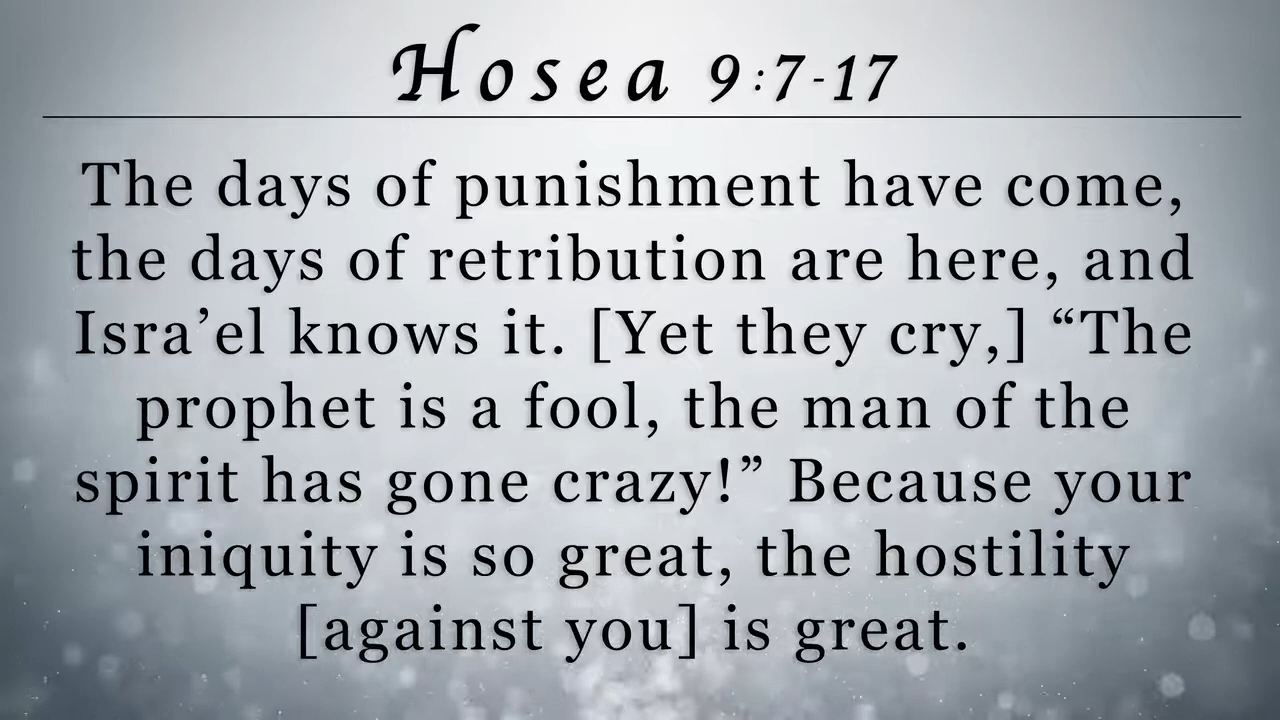 Hosea 9:7-17
The days of punishment have come,
the days of retribution are here, and
Isra’el knows it. [Yet they cry,] “The
prophet is a fool, the man of the
spirit has gone crazy!” Because your
iniquity is so great, the hostility
[against you] is great.